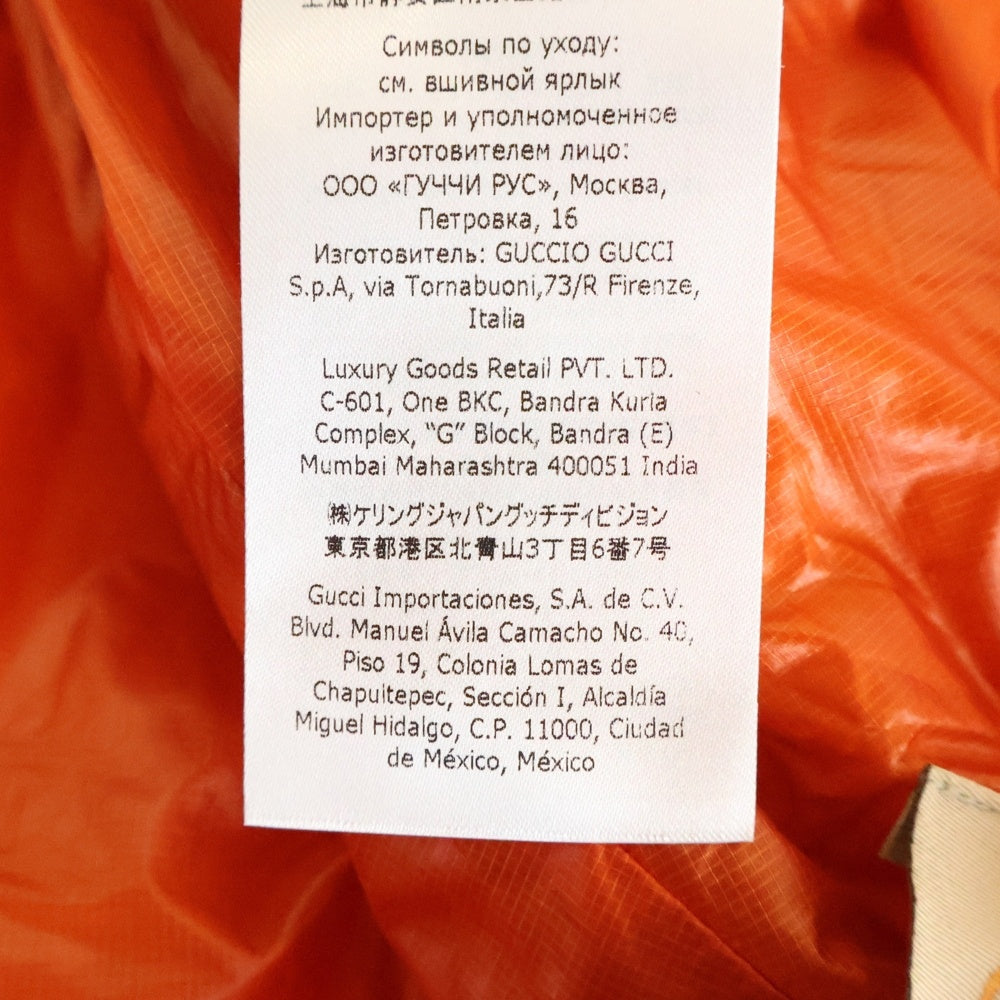 Символы по уходу:
см. вшивной ярлык
Импортер и уполномоченное
изготовителем лицо:
ООО «ГУЧЧИ РУС», Москва,
Петровка, 16
Изготовитель: GUCCIO GUCCI
S.p.A, via Tornabuoni,73/R Firenze,
Italia
Luxury Goods Retail PVT. LTD.
C-601, One BKC, Bandra Kurla
Complex, “G” Block, Bandra (E)
Mumbai Maharashtra 400051 India
㈱ケリングジャパングッチディビジョン
東京都港区北青山3丁目6番7号
Gucci Importaciones, S.A. de C.V.
Blvd. Manuel Ávila Camacho No. 40,
Piso 19, Colonia Lomas de
Chapultepec, Sección I, Alcaldía
Miguel Hidalgo, C.P. 11000, Ciudad
de México, México